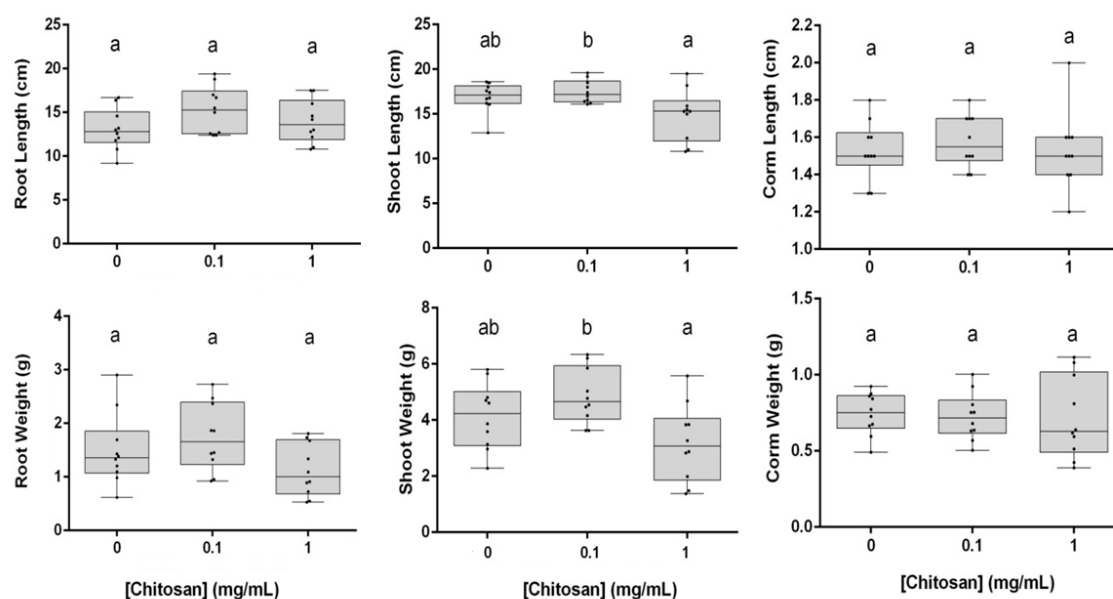 Root Length (cm)
25
20
15
10
5
0
a a a
0 0.1 1
Shoot Length (cm)
25
20
15
10
5
0
ab b a
0 0.1 1
Corm Length (cm)
2.2
2.0
1.8
1.6
1.4
1.2
1.0
a a a
0 0.1 1
Root Weight (g)
4
3
2
1
0
a a a
0 0.1 1
[Chitosan] (mg/mL)
Shoot Weight (g)
8
6
4
2
0
ab b a
0 0.1 1
[Chitosan] (mg/mL)
Corm Weight (g)
1.5
1.0
0.5
0.0
a a a
0 0.1 1
[Chitosan] (mg/mL)